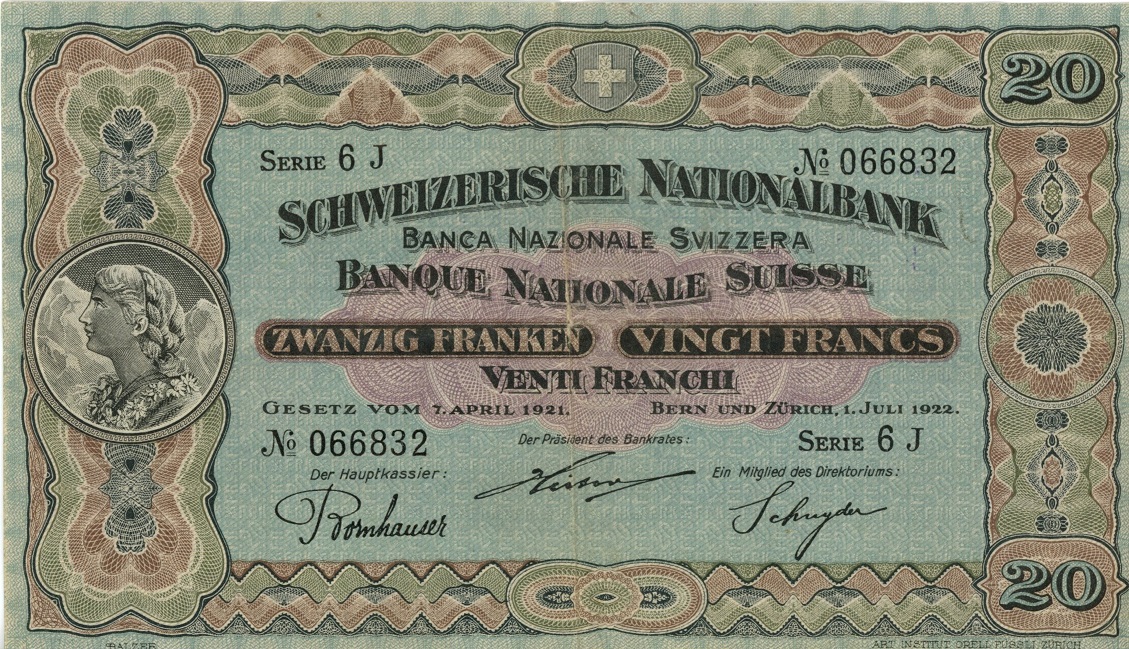 20
SERIE 6 J
№ 066832
SCHWEIZERISCHE NATIONALBANK
BANCA NAZIONALE SVIZZERA
BANQUE NATIONALE SUISSE
ZWANZIG FRANKEN VINGT FRANCS
VENTI FRANCHI
GESETZ VOM 7. APRIL 1921. BERN UND ZÜRICH, 1. JULI 1922.
№ 066832
Der Präsident des Bankrates:
SERIE 6 J
Der Hauptkassier:
Ein Mitglied des Direktoriums:
Bornhauser
Schnyder
20
BALZER
ART. INSTITUT ORELL FÜSSLI, ZÜRICH